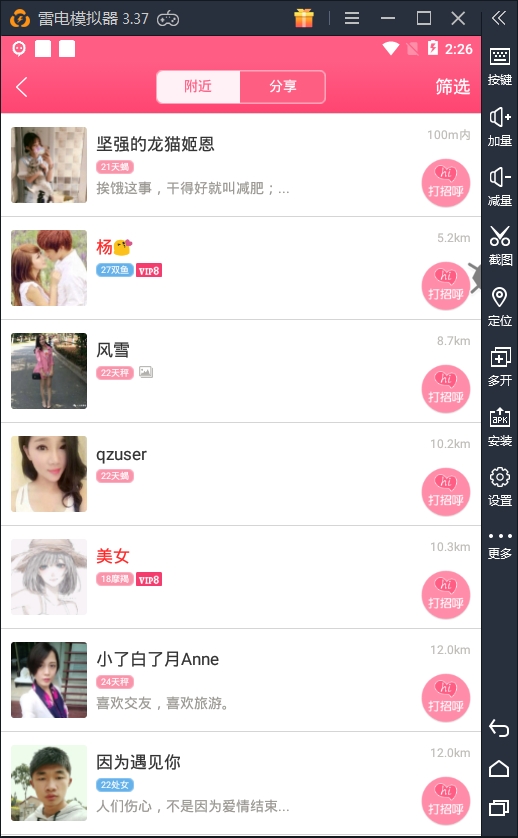 雷电模拟器 3.37
2:26
附近
分享
筛选
坚强的龙猫姬恩
100m内
21天蝎
挨饿这事，干得好就叫减肥；...
hi
打招呼
杨
5.2km
27双鱼 VIP8
hi
打招呼
风雪
8.7km
22天秤
hi
打招呼
qzuser
10.2km
22天蝎
hi
打招呼
美女
10.3km
18摩羯 VIP8
hi
打招呼
小了白了月Anne
12.0km
24天秤
喜欢交友，喜欢旅游。
hi
打招呼
因为遇见你
12.0km
22处女
人们伤心，不是因为爱情结束...
hi
打招呼
按键
加量
减量
截图
定位
多开
APK
安装
设置
更多